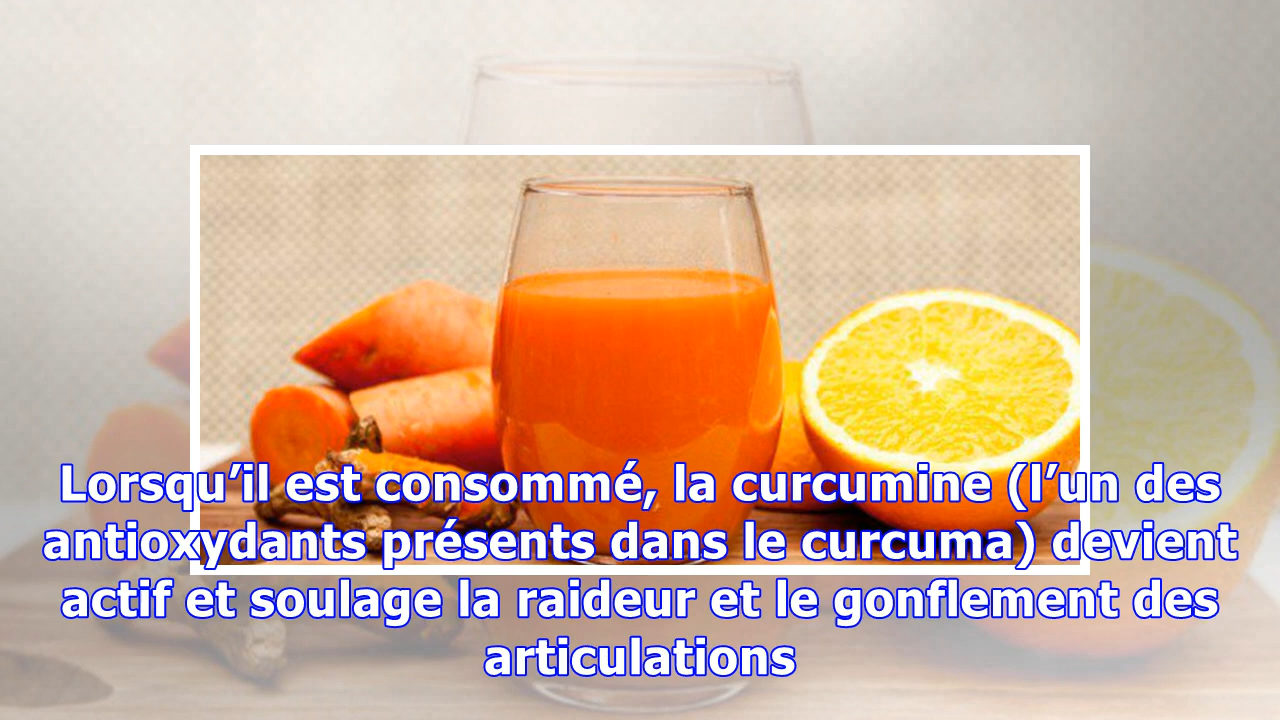 Lorsqu’il est consommé, la curcumine (l’un des
antioxydants présents dans le curcuma) devient
actif et soulage la raideur et le gonflement des
articulations